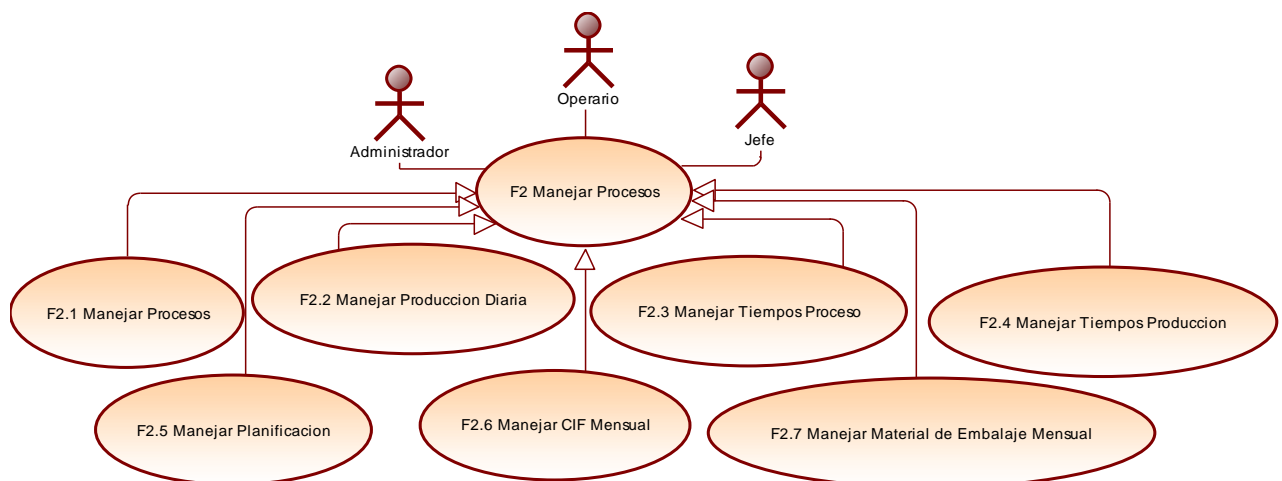 Operario
Jefe
Administrador
F2 Manejar Procesos
F2.1 Manejar Procesos
F2.2 Manejar Produccion Diaria
F2.3 Manejar Tiempos Proceso
F2.4 Manejar Tiempos Produccion
F2.5 Manejar Planificacion
F2.6 Manejar CIF Mensual
F2.7 Manejar Material de Embalaje Mensual